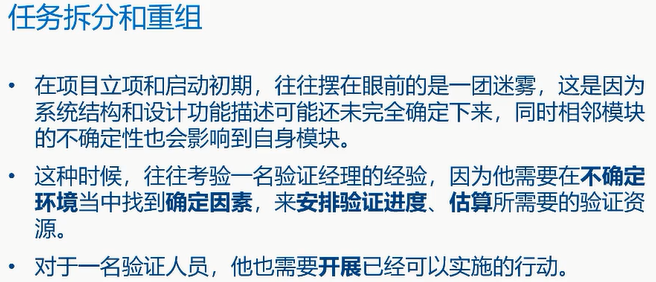 任务拆分和重组
• 在项目立项和启动初期，往往摆在眼前的是一团迷雾，这是因为
系统结构和设计功能描述可能还未完全确定下来，同时相邻模块
的不确定性也会影响到自身模块。
• 这种时候，往往考验一名验证经理的经验，因为他需要在不确定
环境当中找到确定因素，来安排验证进度、估算所需要的验证资
源。
• 对于一名验证人员，他也需要开展已经可以实施的行动。